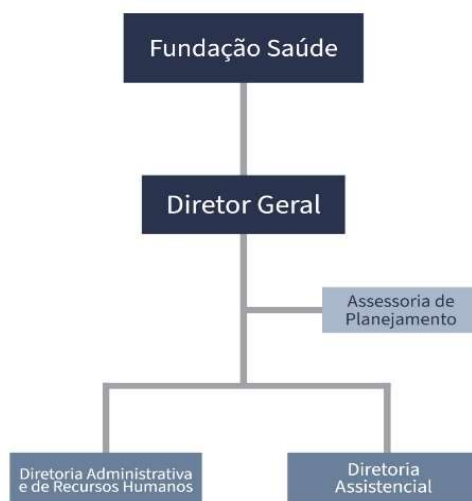 Fundação Saúde
Diretor Geral
Assessoria de
Planejamento
Diretoria Administrativa
e de Recursos Humanos
Diretoria
Assistencial